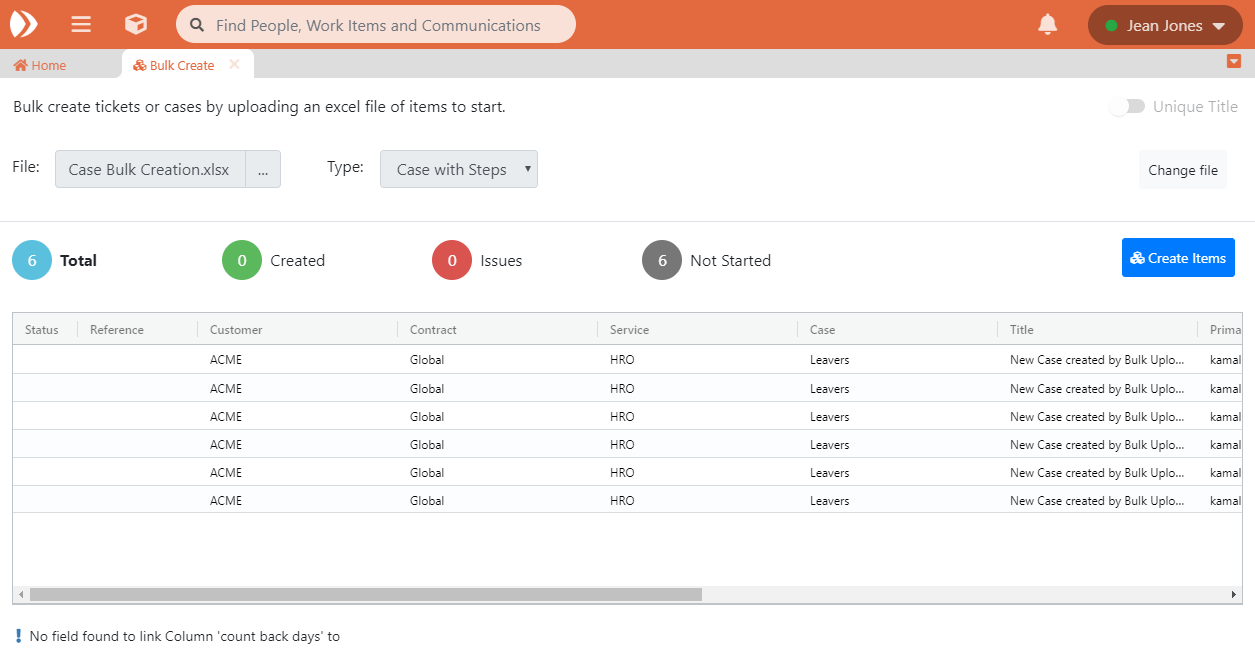 Find People, Work Items and Communications
Jean Jones
Home
Bulk Create
Bulk create tickets or cases by uploading an excel file of items to start.
Unique Title
File:
Case Bulk Creation.xlsx
...
Type:
Case with Steps
Change file
6 Total
0 Created
0 Issues
6 Not Started
Create Items
Status Reference Customer Contract Service Case Title Prima
ACME Global HRO Leavers New Case created by Bulk Uplo... kamal
ACME Global HRO Leavers New Case created by Bulk Uplo... kamal
ACME Global HRO Leavers New Case created by Bulk Uplo... kamal
ACME Global HRO Leavers New Case created by Bulk Uplo... kamal
ACME Global HRO Leavers New Case created by Bulk Uplo... kamal
ACME Global HRO Leavers New Case created by Bulk Uplo... kamal
! No field found to link Column 'count back days' to